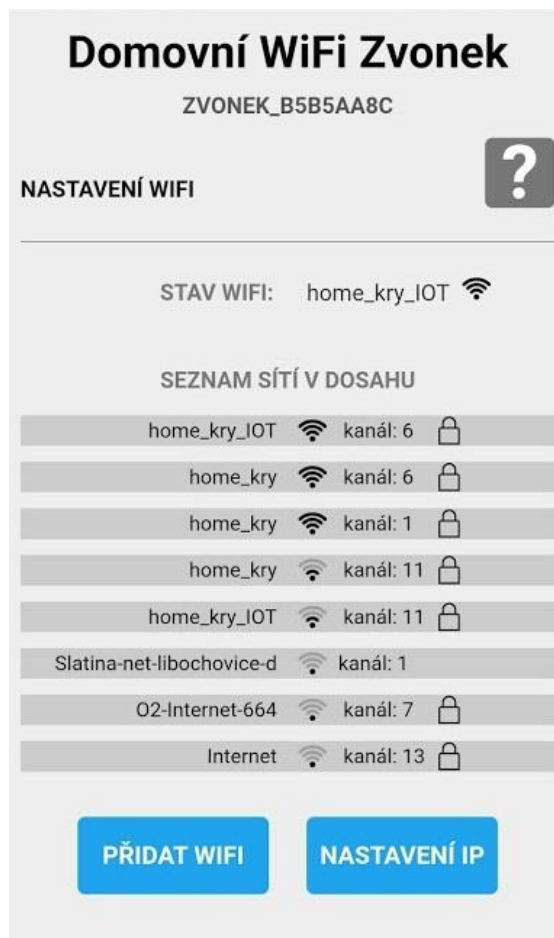 Domovní WiFi Zvonek
ZVONEK_B5B5AA8C
?
NASTAVENÍ WIFI
STAV WIFI: home_kry_IOT
SEZNAM SÍTÍ V DOSAHU
home_kry_IOT kanál: 6
home_kry kanál: 6
home_kry kanál: 1
home_kry kanál: 11
home_kry_IOT kanál: 11
Slatina-net-libochovice-d kanál: 1
O2-Internet-664 kanál: 7
Internet kanál: 13
PŘIDAT WIFI NASTAVENÍ IP